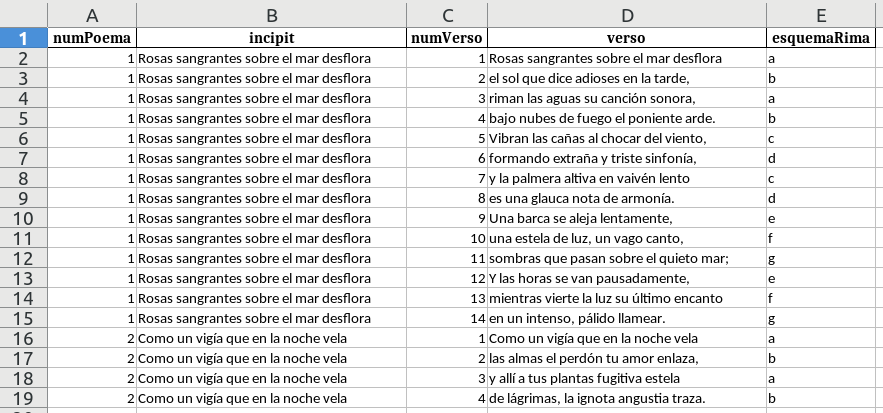 A B C D E
1 numPoema incipit numVerso verso esquemaRima
2 1 Rosas sangrantes sobre el mar desflora 1 Rosas sangrantes sobre el mar desflora a
3 1 Rosas sangrantes sobre el mar desflora 2 el sol que dice adioses en la tarde, b
4 1 Rosas sangrantes sobre el mar desflora 3 riman las aguas su canción sonora, a
5 1 Rosas sangrantes sobre el mar desflora 4 bajo nubes de fuego el poniente arde. b
6 1 Rosas sangrantes sobre el mar desflora 5 Vibran las cañas al chocar del viento, c
7 1 Rosas sangrantes sobre el mar desflora 6 formando extraña y triste sinfonía, d
8 1 Rosas sangrantes sobre el mar desflora 7 y la palmera altiva en vaivén lento c
9 1 Rosas sangrantes sobre el mar desflora 8 es una glauca nota de armonía. d
10 1 Rosas sangrantes sobre el mar desflora 9 Una barca se aleja lentamente, e
11 1 Rosas sangrantes sobre el mar desflora 10 una estela de luz, un vago canto, f
12 1 Rosas sangrantes sobre el mar desflora 11 sombras que pasan sobre el quieto mar; g
13 1 Rosas sangrantes sobre el mar desflora 12 Y las horas se van pausadamente, e
14 1 Rosas sangrantes sobre el mar desflora 13 mientras vierte la luz su último encanto f
15 1 Rosas sangrantes sobre el mar desflora 14 en un intenso, pálido llamear. g
16 2 Como un vigía que en la noche vela 1 Como un vigía que en la noche vela a
17 2 Como un vigía que en la noche vela 2 las almas el perdón tu amor enlaza, b
18 2 Como un vigía que en la noche vela 3 y allí a tus plantas fugitiva estela a
19 2 Como un vigía que en la noche vela 4 de lágrimas, la ignota angustia traza. b